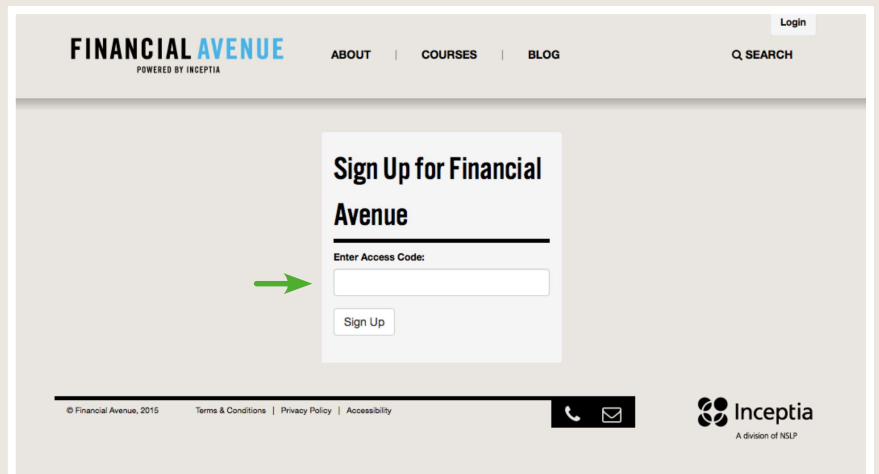 Login
FINANCIAL AVENUE
POWERED BY INCEPTIA
ABOUT | COURSES | BLOG
SEARCH
Sign Up for Financial
Avenue
Enter Access Code:
Sign Up
© Financial Avenue, 2015 Terms & Conditions | Privacy Policy | Accessibility
Inceptia
A division of NSLP